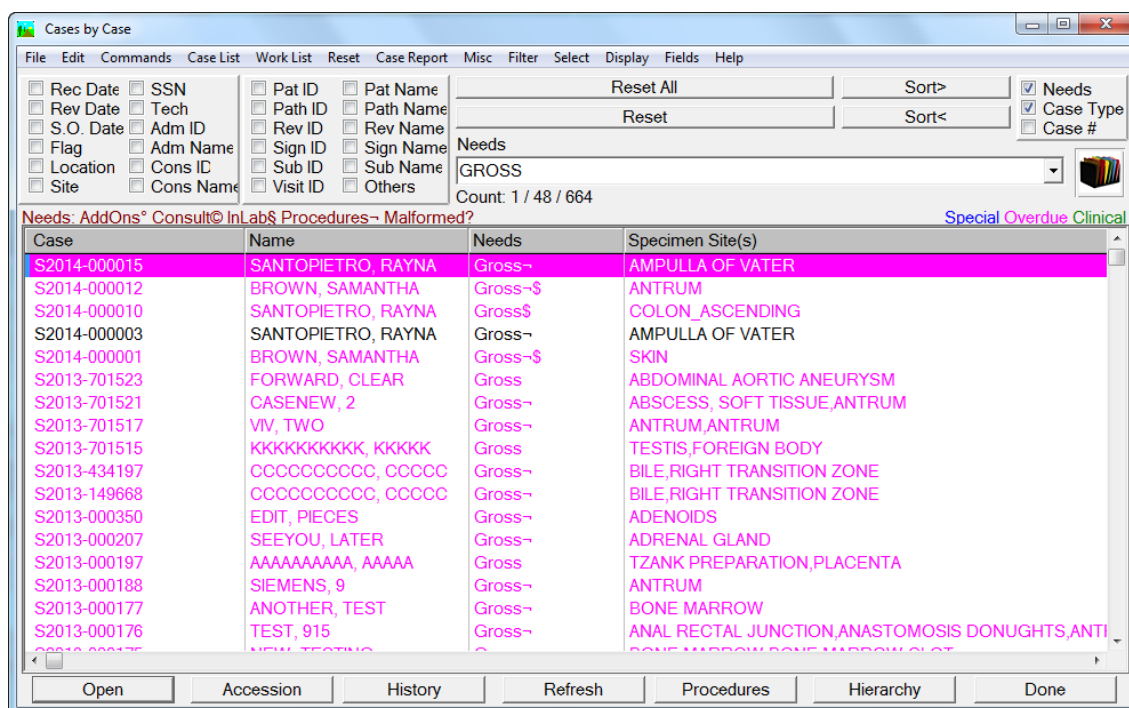 Cases by Case
File Edit Commands Case List Work List Reset Case Report Misc Filter Select Display Fields Help
Rec Date SSN Pat ID Pat Name Reset All Sort> Needs
Rev Date Tech Path ID Path Name Case Type
S.O. Date Adm ID Rev ID Rev Name Reset Sort< Case #
Flag Adm Name Sign ID Sign Name Needs
Location Cons ID Sub ID Sub Name GROSS
Site Cons Name Visit ID Others
Count: 1 / 48 / 664
Needs: AddOns° Consult© InLab§ Procedures¬ Malformed? Special Overdue Clinical
Case Name Needs Specimen Site(s)
S2014-000015 SANTOPIETRO, RAYNA Gross¬ AMPULLA OF VATER
S2014-000012 BROWN, SAMANTHA Gross¬$ ANTRUM
S2014-000010 SANTOPIETRO, RAYNA Gross$ COLON_ASCENDING
S2014-000003 SANTOPIETRO, RAYNA Gross¬ AMPULLA OF VATER
S2014-000001 BROWN, SAMANTHA Gross¬$ SKIN
S2013-701523 FORWARD, CLEAR Gross ABDOMINAL AORTIC ANEURYSM
S2013-701521 CASENEW, 2 Gross¬ ABSCESS, SOFT TISSUE,ANTRUM
S2013-701517 VIV, TWO Gross¬ ANTRUM,ANTRUM
S2013-701515 KKKKKKKKKK, KKKKK Gross TESTIS,FOREIGN BODY
S2013-434197 CCCCCCCCCC, CCCCC Gross¬ BILE,RIGHT TRANSITION ZONE
S2013-149668 CCCCCCCCCC, CCCCC Gross¬ BILE,RIGHT TRANSITION ZONE
S2013-000350 EDIT, PIECES Gross¬ ADENOIDS
S2013-000207 SEEYOU, LATER Gross¬ ADRENAL GLAND
S2013-000197 AAAAAAAAAA, AAAAA Gross TZANK PREPARATION,PLACENTA
S2013-000188 SIEMENS, 9 Gross¬ ANTRUM
S2013-000177 ANOTHER, TEST Gross¬ BONE MARROW
S2013-000176 TEST, 915 Gross¬ ANAL RECTAL JUNCTION,ANASTOMOSIS DONUGHTS,ANTI
Open Accession History Refresh Procedures Hierarchy Done